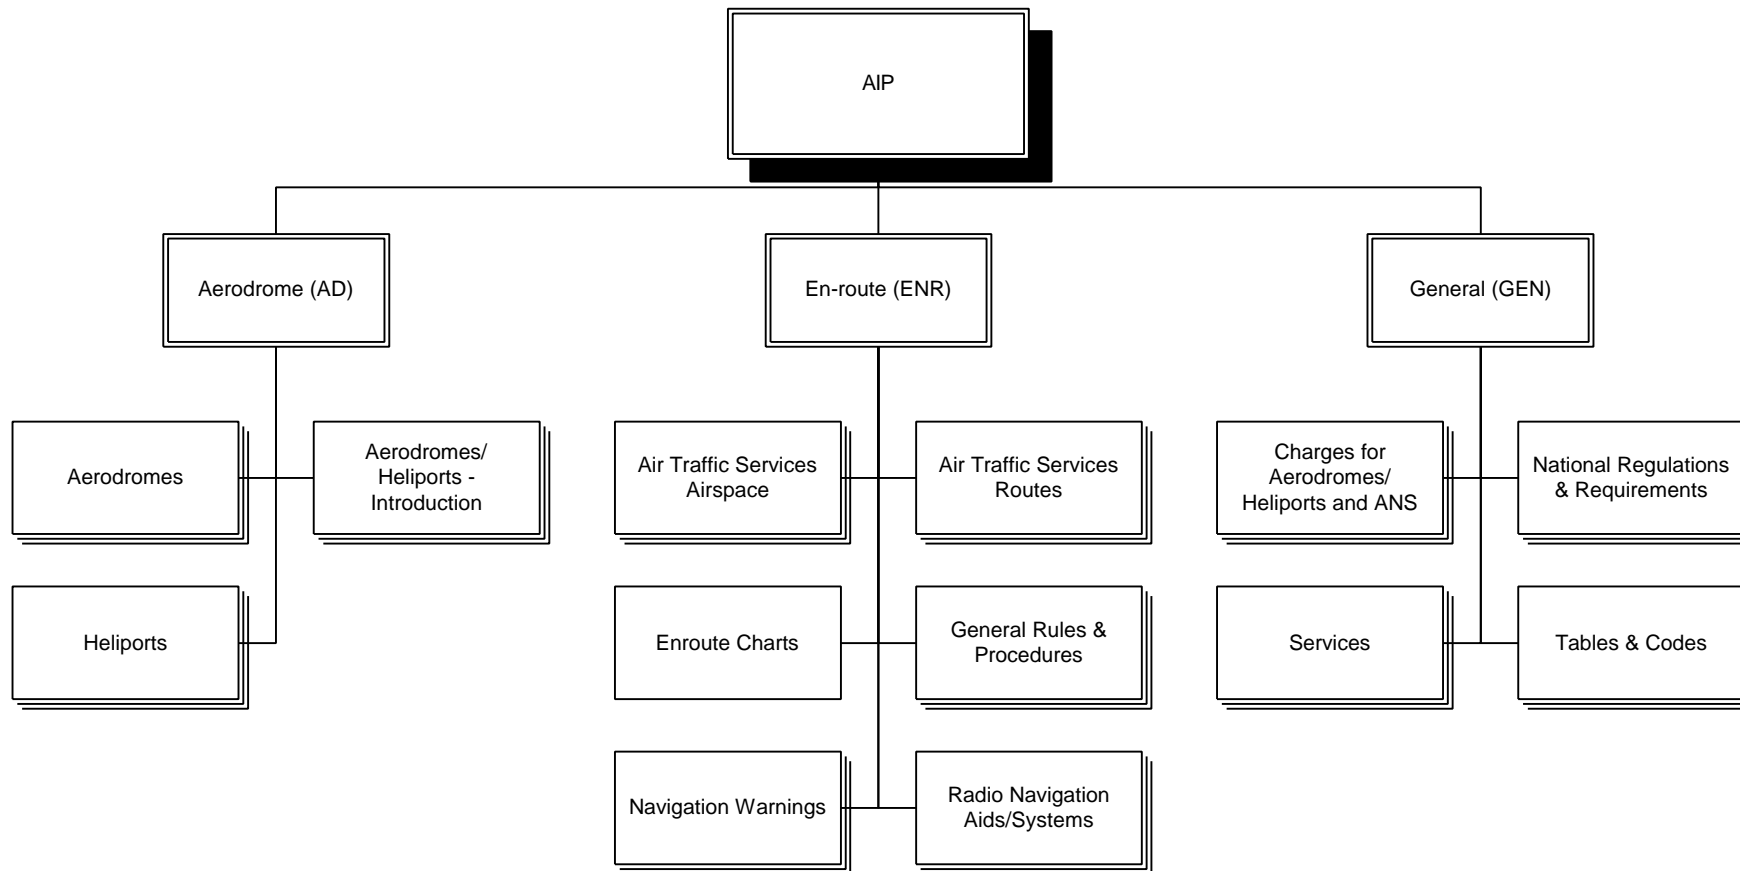 AIP
Aerodrome (AD)
En-route (ENR)
General (GEN)
Aerodromes
Aerodromes/
Heliports -
Introduction
Air Traffic Services
Airspace
Air Traffic Services
Routes
Charges for
Aerodromes/
Heliports and ANS
National Regulations
& Requirements
Heliports
Enroute Charts
General Rules &
Procedures
Services
Tables & Codes
Navigation Warnings
Radio Navigation
Aids/Systems